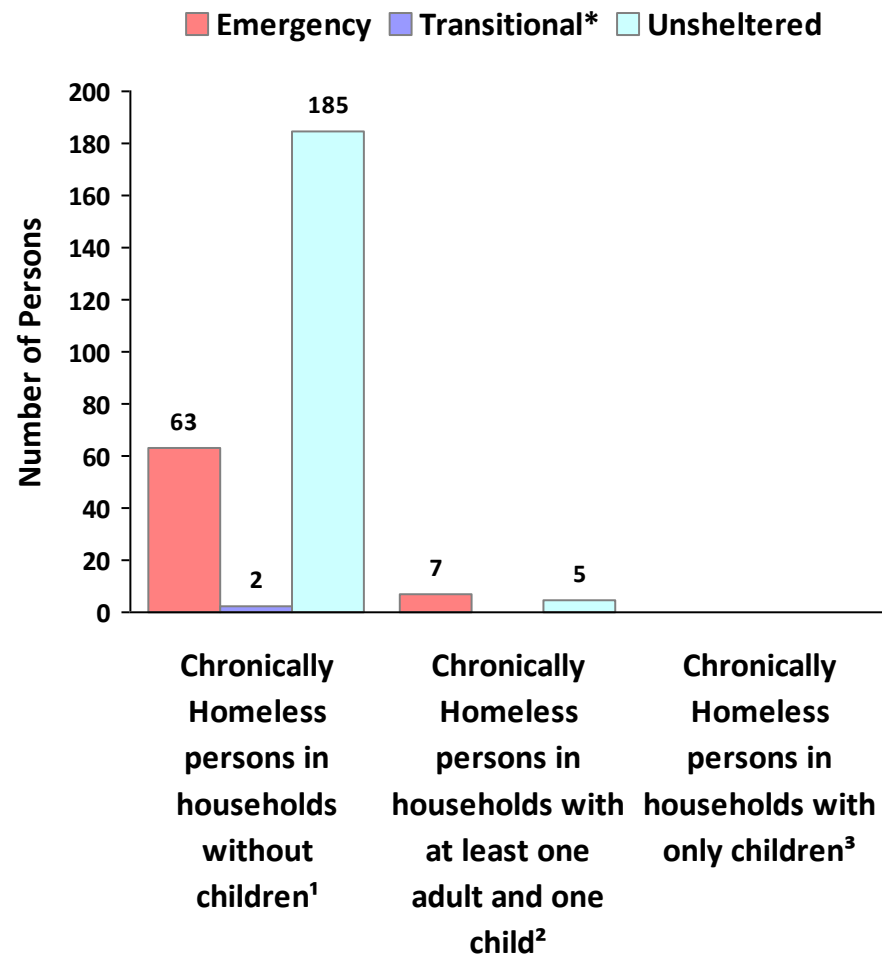 Emergency Transitional* Unsheltered
Number of Persons
200
180
160
140
120
100
80
60
40
20
0
63
2
185
7
5
Chronically
Homeless
persons in
households
without
children¹
Chronically
Homeless
persons in
households with
at least one
adult and one
child²
Chronically
Homeless
persons in
households with
only children³